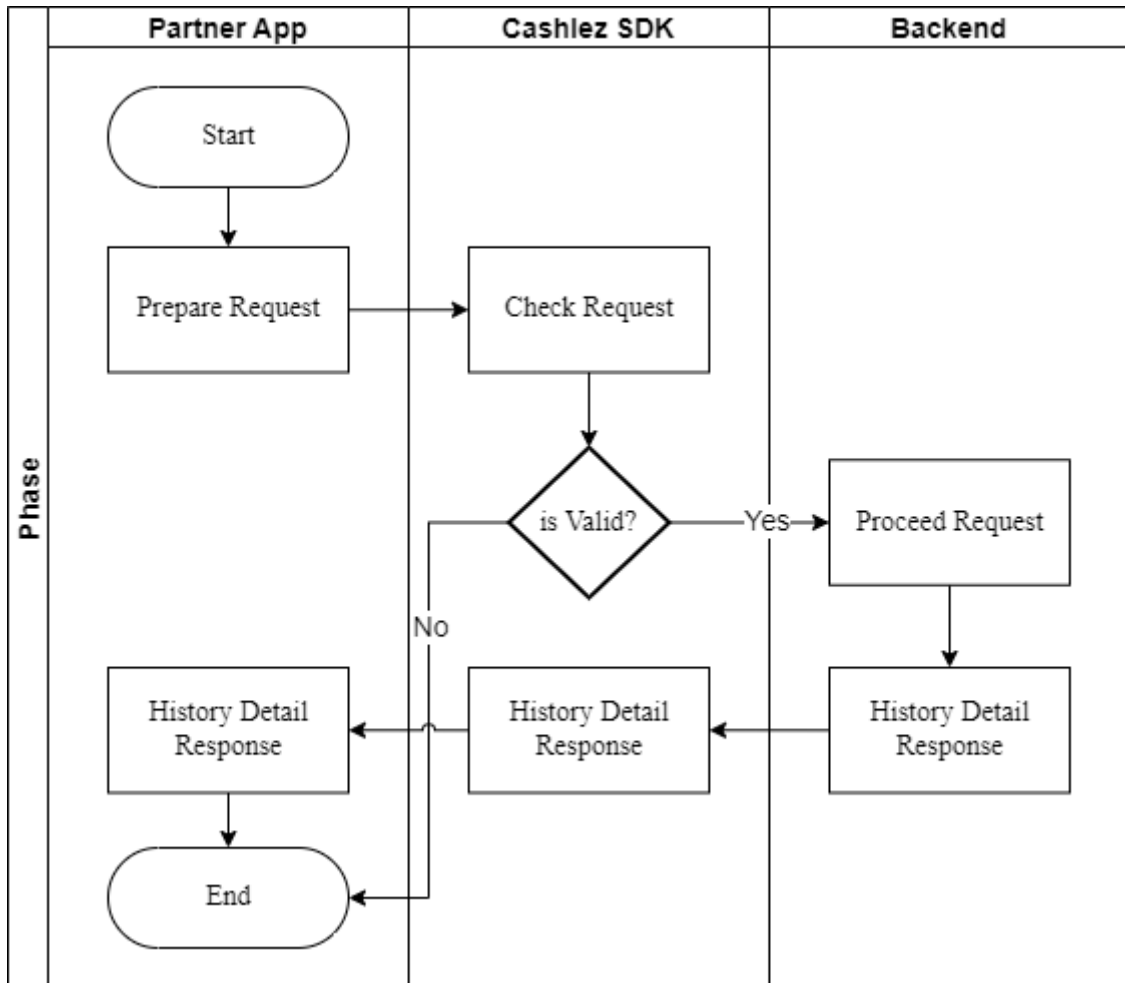 Partner App
Cashlez SDK
Backend
Phase
Start
Prepare Request
Check Request
is Valid?
Yes
Proceed Request
No
History Detail
Response
History Detail
Response
History Detail
Response
End